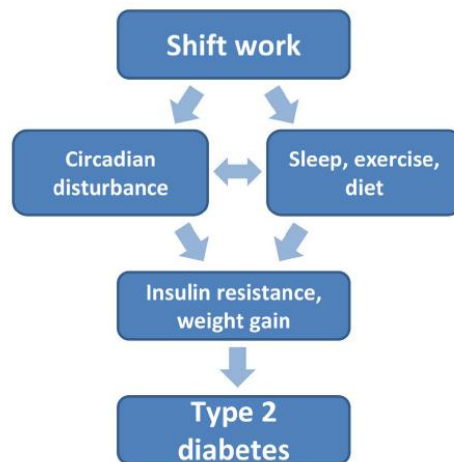 Shift work
Circadian
disturbance
Sleep, exercise,
diet
Insulin resistance,
weight gain
Type 2
diabetes